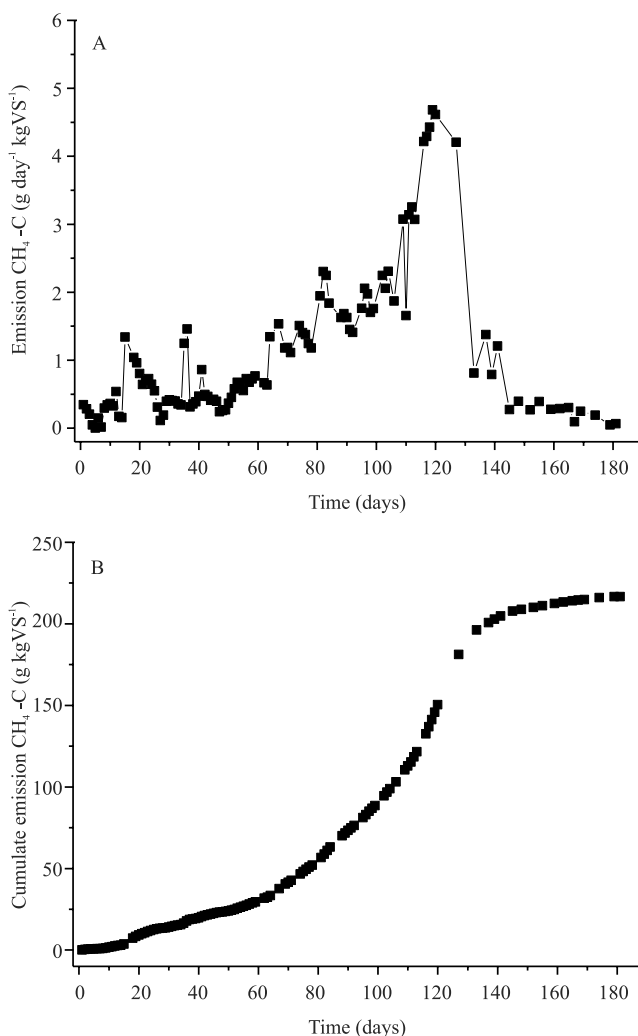 A
6
5
4
3
2
1
0
Emission CH₄ -C (g day⁻¹ kgVS⁻¹)
0 20 40 60 80 100 120 140 160 180
Time (days)
B
250
200
150
100
50
0
Cumulate emission CH₄ -C (g kgVS⁻¹)
0 20 40 60 80 100 120 140 160 180
Time (days)